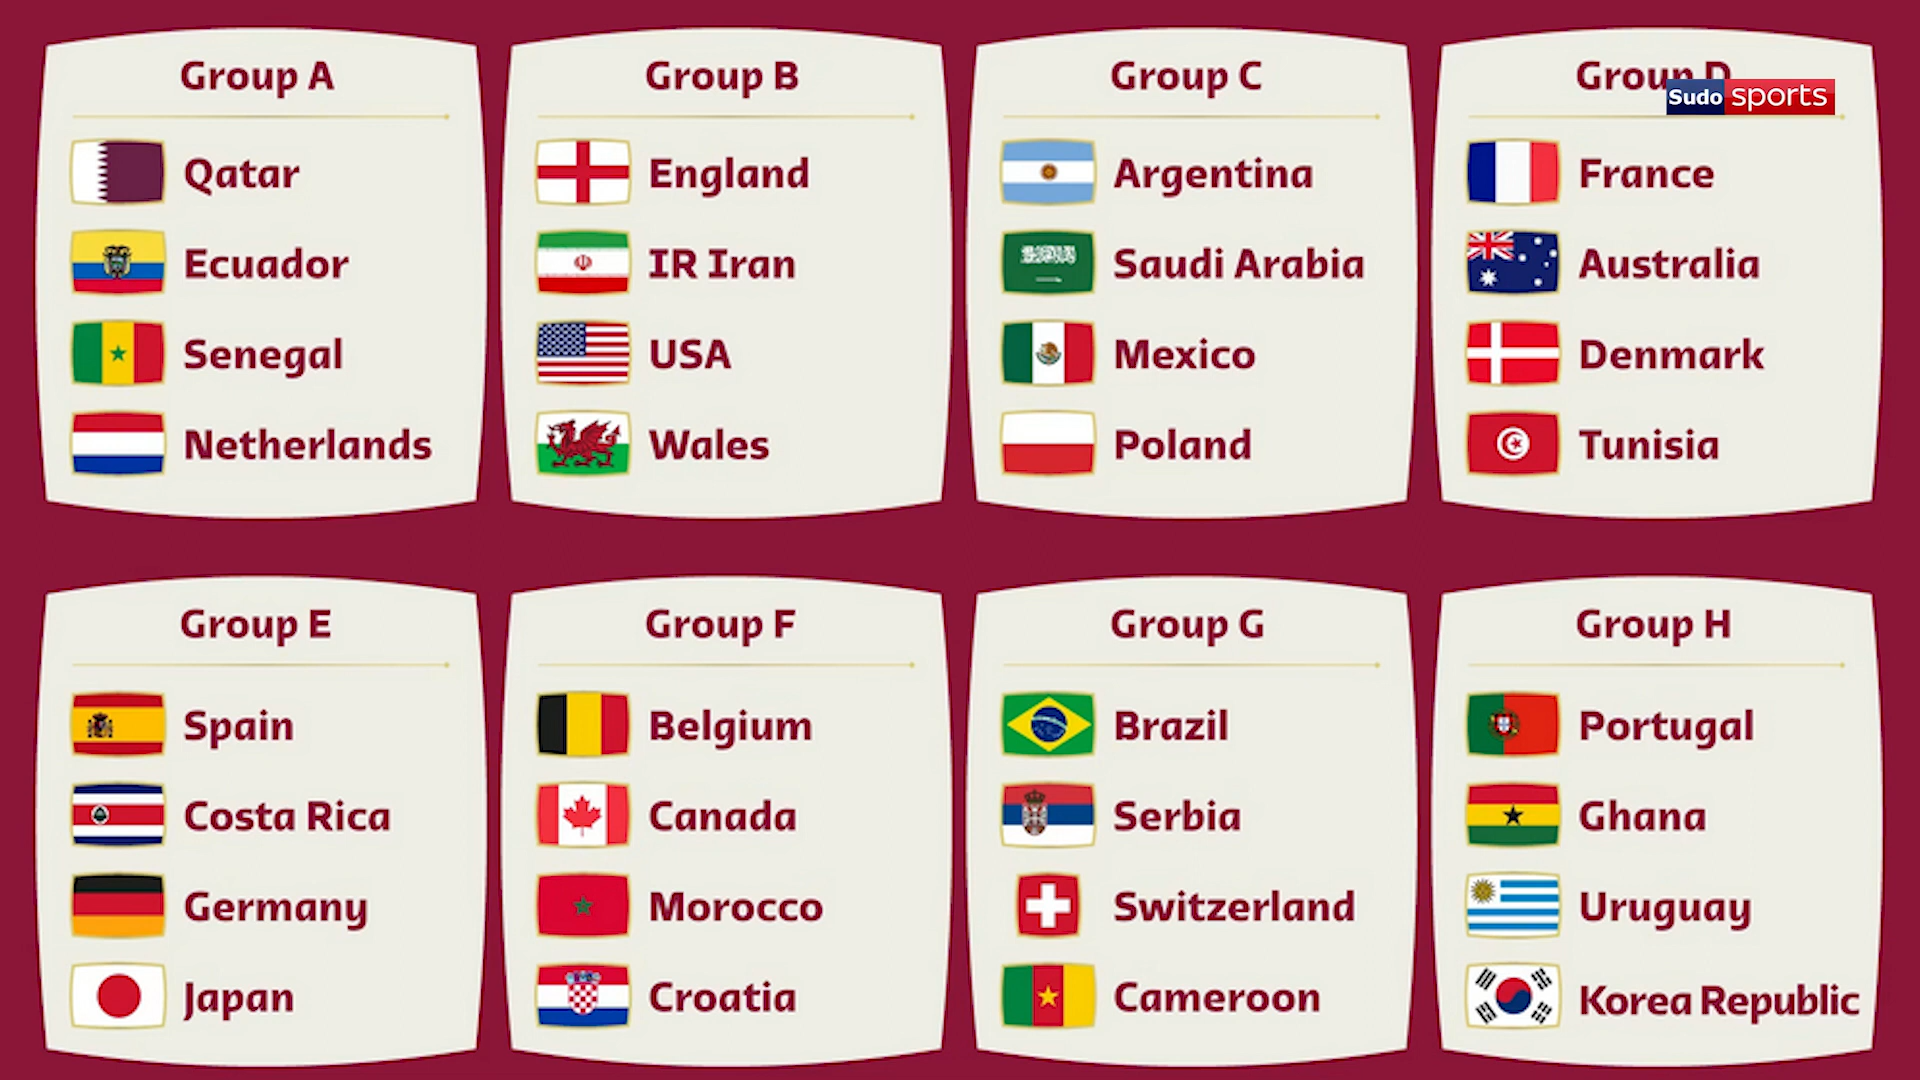 Group A
Qatar
Ecuador
Senegal
Netherlands
Group B
England
IR Iran
USA
Wales
Group C
Argentina
Saudi Arabia
Mexico
Poland
Group D
Sudo sports
France
Australia
Denmark
Tunisia
Group E
Spain
Costa Rica
Germany
Japan
Group F
Belgium
Canada
Morocco
Croatia
Group G
Brazil
Serbia
Switzerland
Cameroon
Group H
Portugal
Ghana
Uruguay
Korea Republic